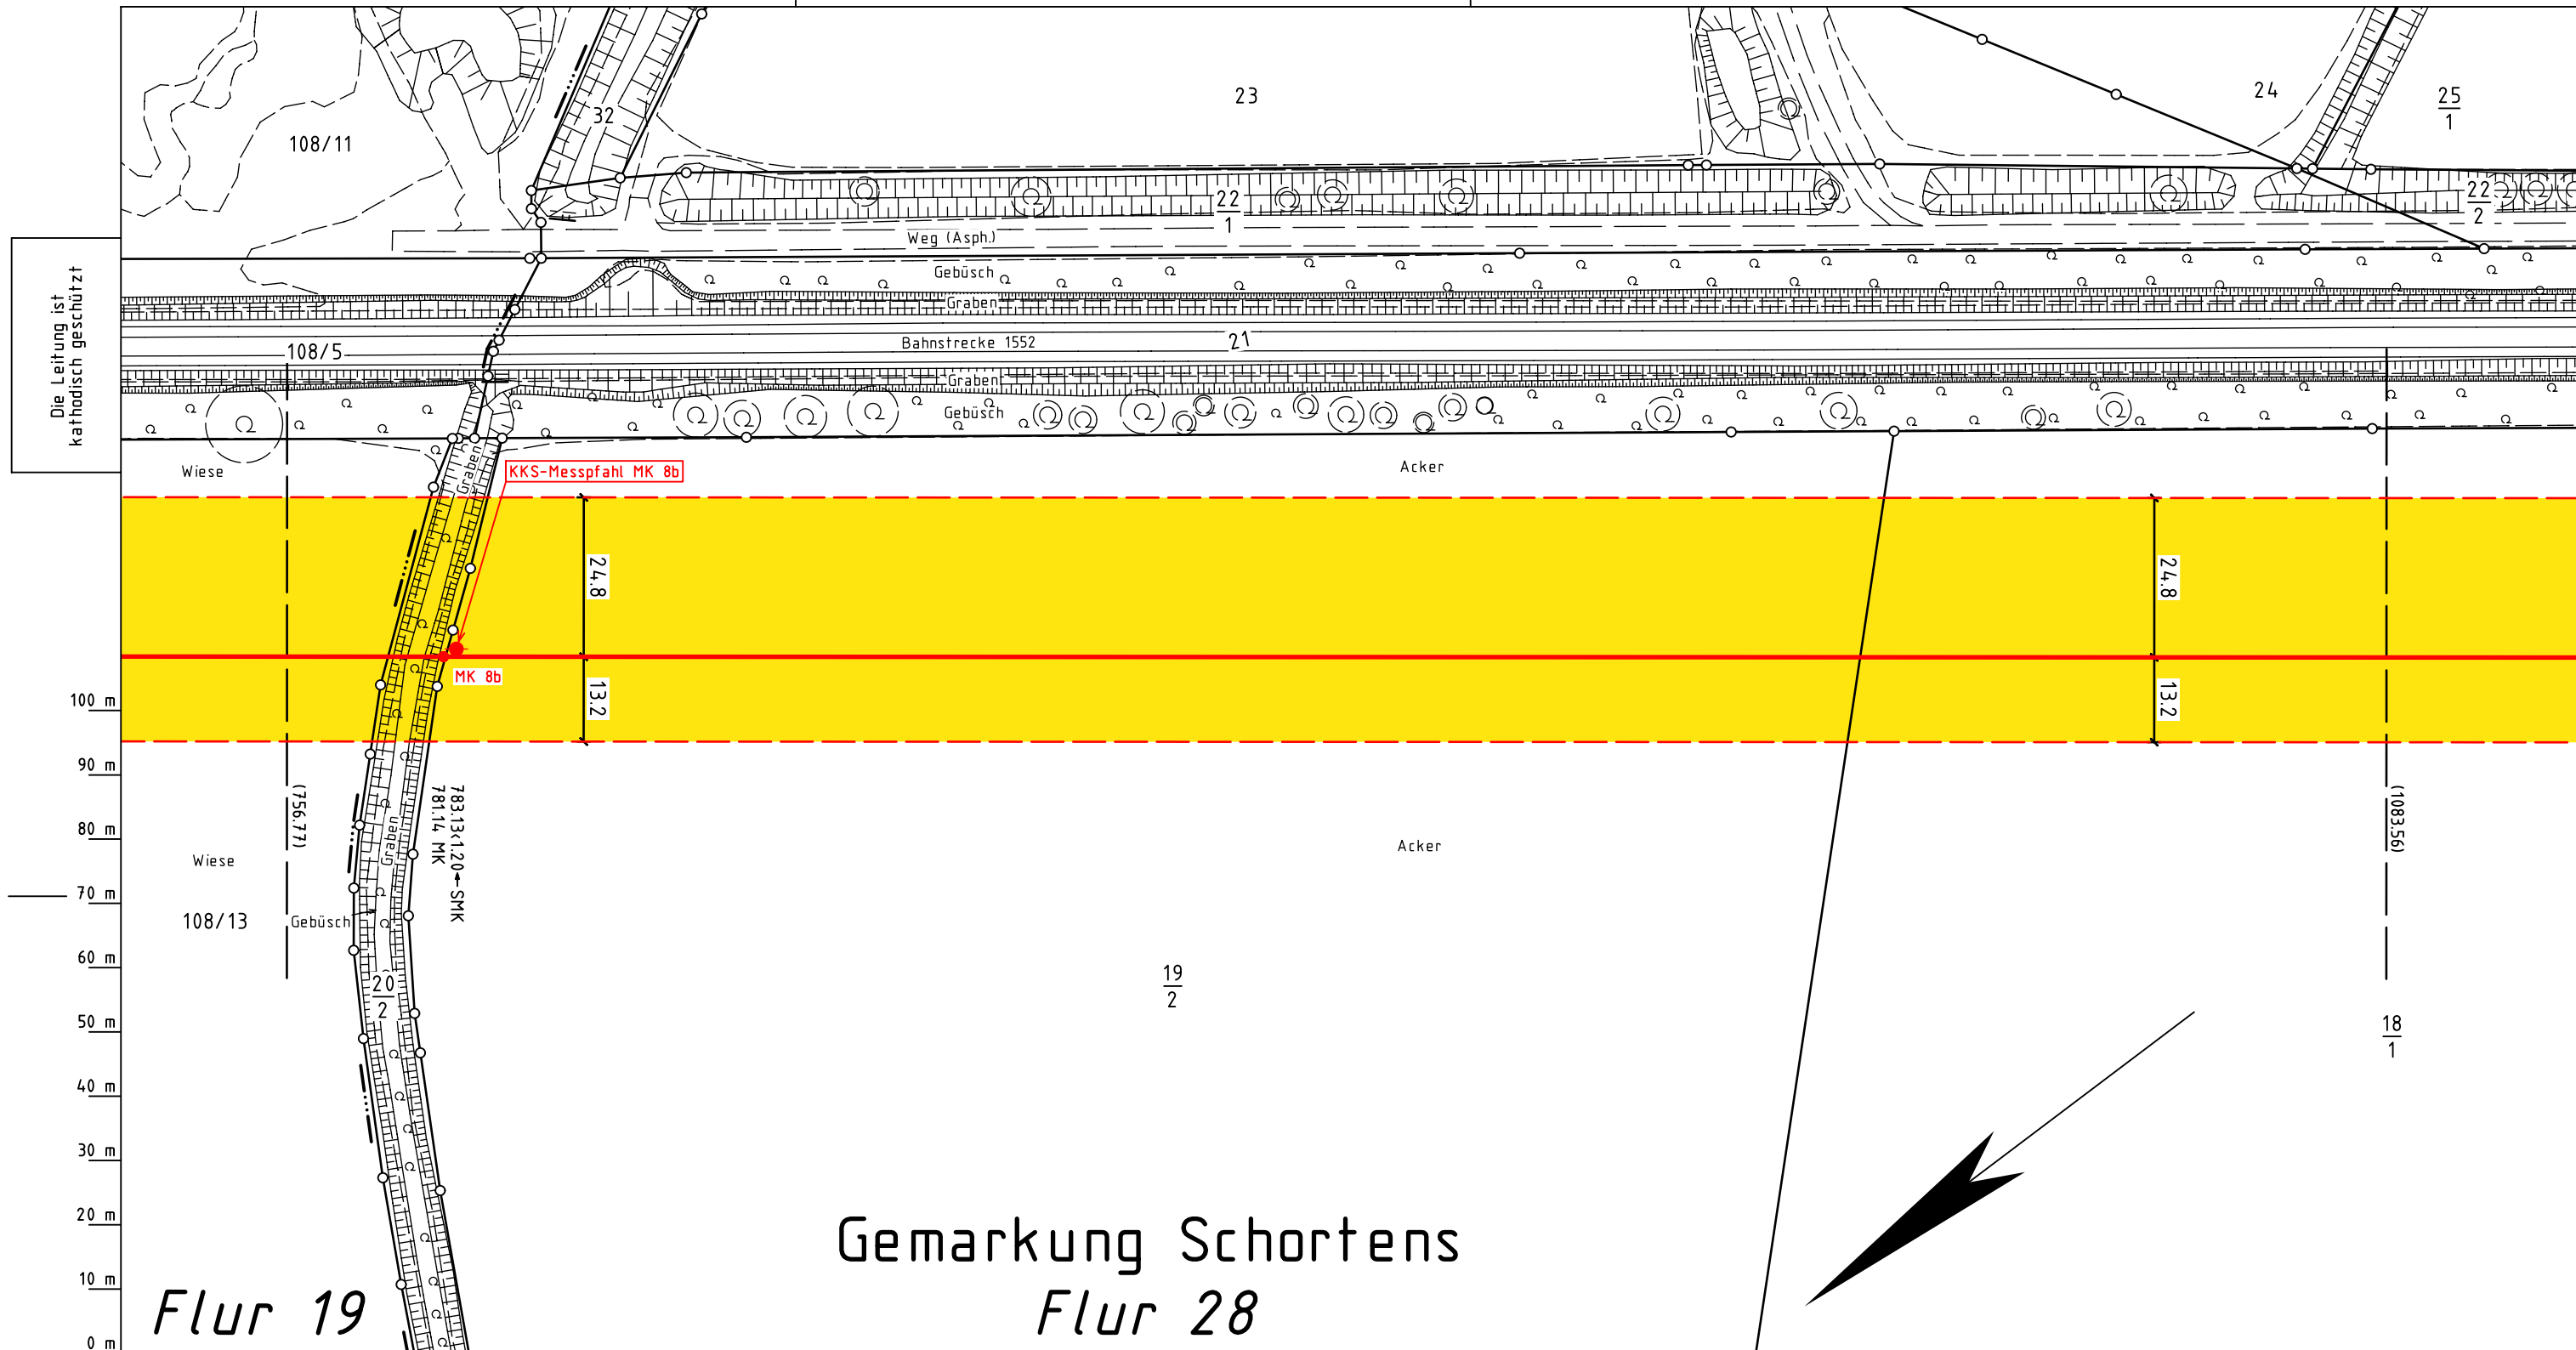 23
24
25
1
32
108/11
22
1
22
2
Weg (Asph.)
Gebüsch
Graben
Bahnstrecke 1552
21
108/5
Graben
Gebüsch
Die Leitung ist
kathodisch geschützt
Wiese
Graben
KKS-Messpfahl MK 8b
Acker
24.8
24.8
MK 8b
13.2
13.2
100 m
90 m
80 m
70 m
60 m
50 m
40 m
30 m
20 m
10 m
0 m
(756.77)
783.13<1.20←SMK
781.14 MK
(1083.56)
Graben
Wiese
Acker
108/13
Gebüsch
20
2
19
2
18
1
Gemarkung Schortens
Flur 19
Flur 28